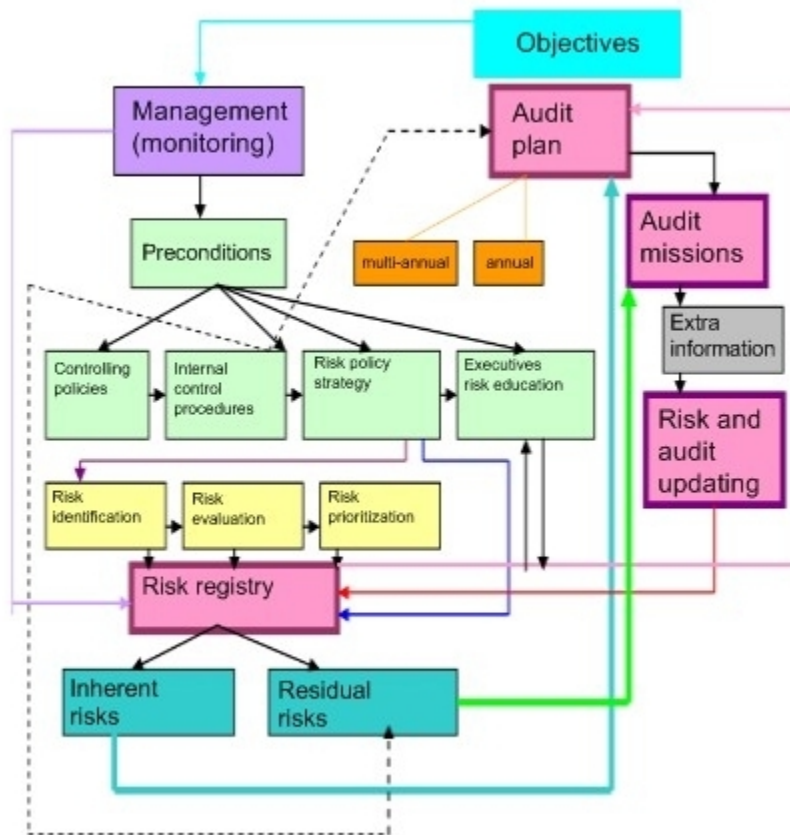 Objectives
Management
(monitoring)
Audit
plan
Audit
missions
Preconditions
multi-annual
annual
Extra
information
Controlling
policies
Internal
control
procedures
Risk policy
strategy
Executives
risk education
Risk and
audit
updating
Risk
identification
Risk
evaluation
Risk
prioritization
Risk registry
Inherent
risks
Residual
risks